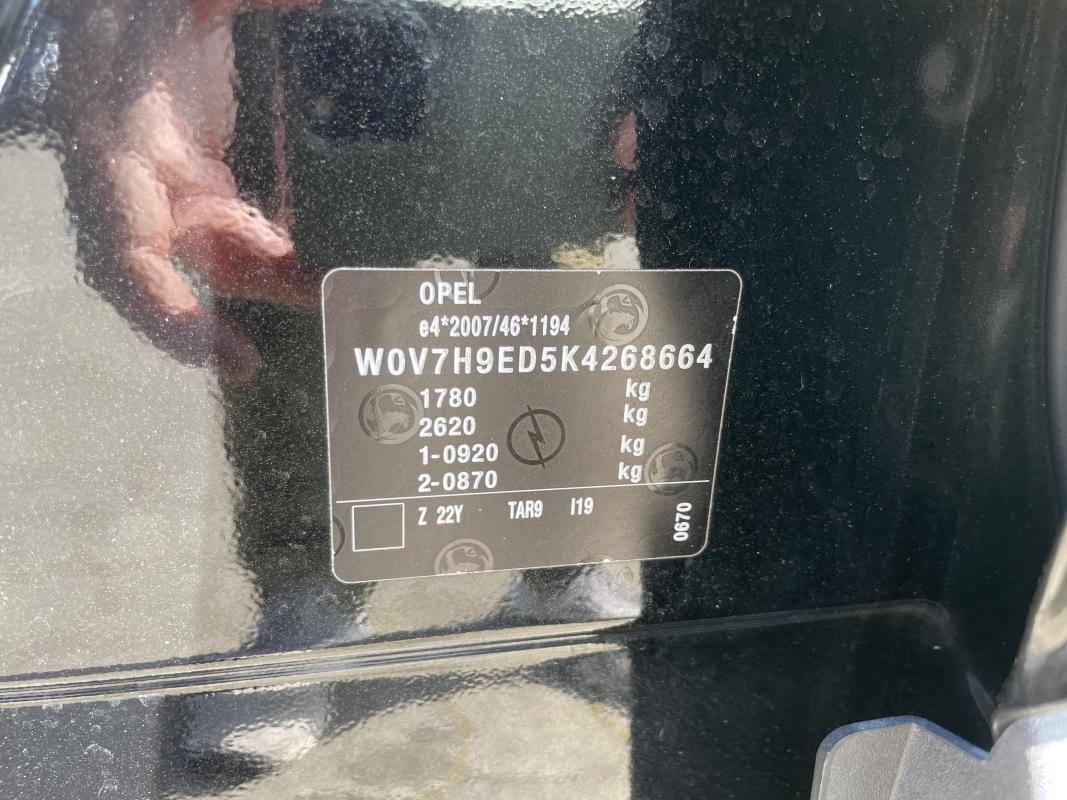 OPEL
e4*2007/46*1194
W0V7H9ED5K4268664
1780 kg
2620 kg
1-0920 kg
2-0870 kg
Z 22Y TAR9 I19
0670